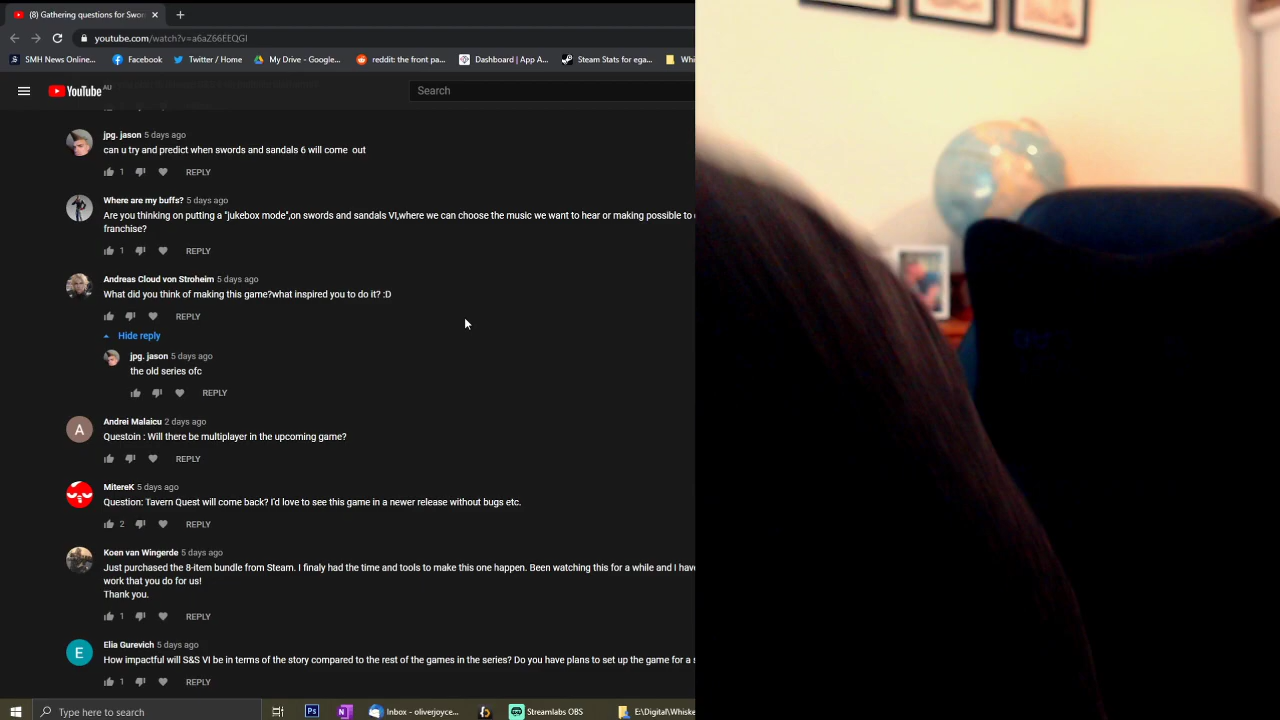 (8) Gathering questions for Swor
youtube.com/watch?v=a6aZ66EEQGI
SMH News Online... Facebook Twitter / Home My Drive - Google... reddit: the front pa... Dashboard | App A... Steam Stats for ega... Whi
YouTube AU Search
jpg. jason 5 days ago
can u try and predict when swords and sandals 6 will come out
1 REPLY
Where are my buffs? 5 days ago
Are you thinking on putting a "jukebox mode",on swords and sandals VI,where we can choose the music we want to hear or making possible to
franchise?
1 REPLY
Andreas Cloud von Stroheim 5 days ago
What did you think of making this game?what inspired you to do it? :D
REPLY
Hide reply
jpg. jason 5 days ago
the old series ofc
REPLY
A
Andrei Malaicu 2 days ago
Questoin : Will there be multiplayer in the upcoming game?
REPLY
MitereK 5 days ago
Question: Tavern Quest will come back? I'd love to see this game in a newer release without bugs etc.
2 REPLY
Koen van Wingerde 5 days ago
Just purchased the 8-item bundle from Steam. I finaly had the time and tools to make this one happen. Been watching this for a while and I have
work that you do for us!
Thank you.
1 REPLY
E
Elia Gurevich 5 days ago
How impactful will S&S VI be in terms of the story compared to the rest of the games in the series? Do you have plans to set up the game for a s
1 REPLY
Type here to search Ps N Inbox - oliverjoyce... Streamlabs OBS E:\Digital\Whiske